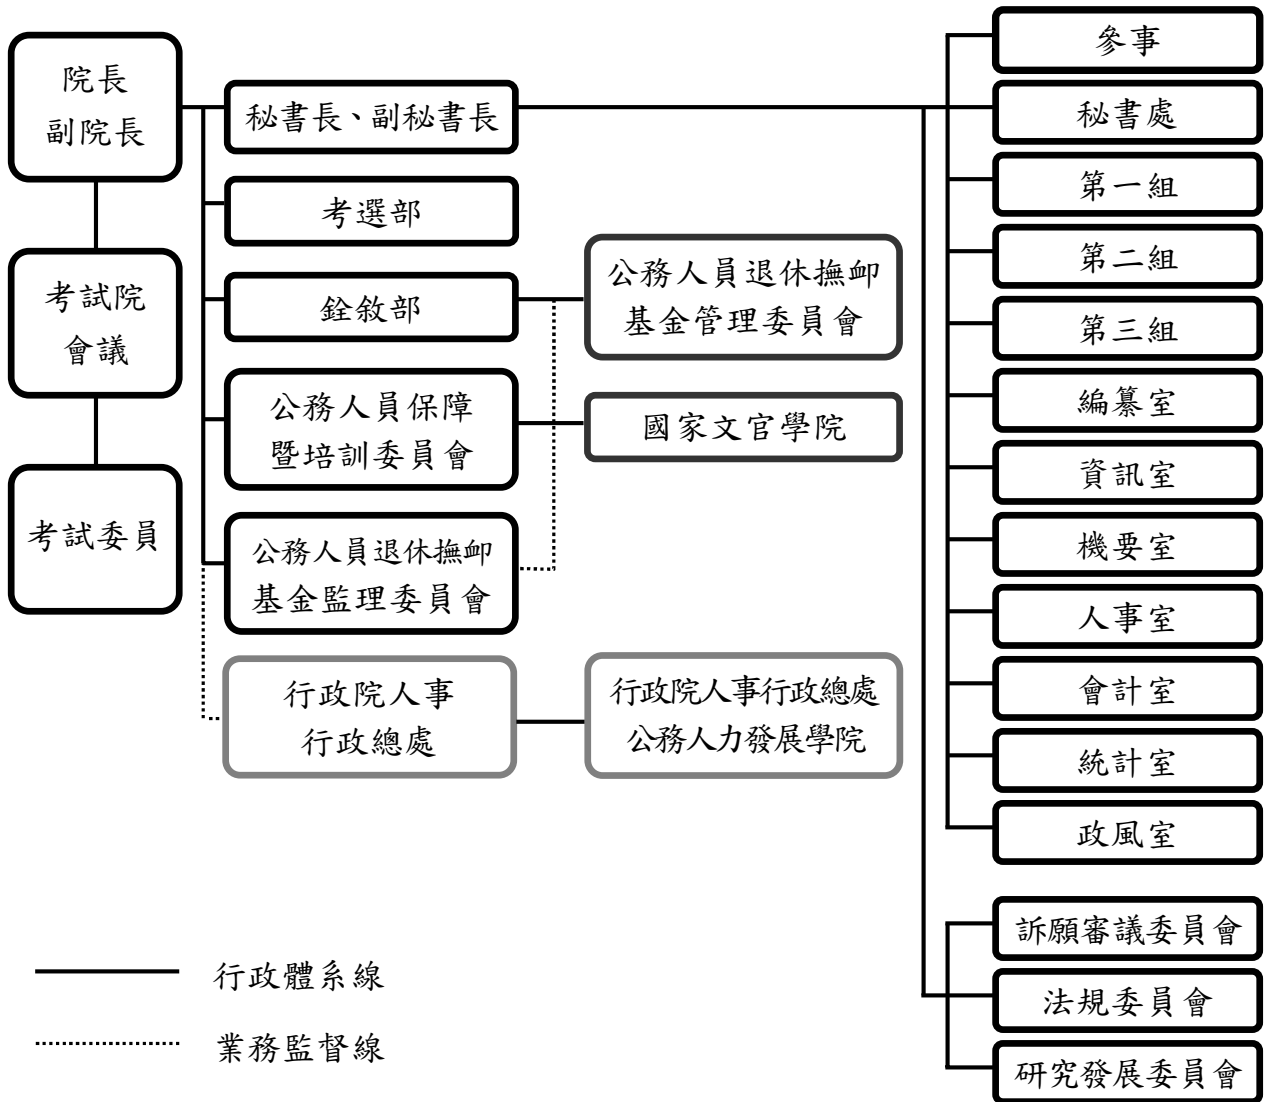 院長
副院長
考試院
會議
考試委員
秘書長、副秘書長
考選部
銓敘部
公務人員保障
暨培訓委員會
公務人員退休撫卹
基金監理委員會
行政院人事
行政總處
公務人員退休撫卹
基金管理委員會
國家文官學院
行政院人事行政總處
公務人力發展學院
參事
秘書處
第一組
第二組
第三組
編纂室
資訊室
機要室
人事室
會計室
統計室
政風室
訴願審議委員會
法規委員會
研究發展委員會
行政體系線
業務監督線